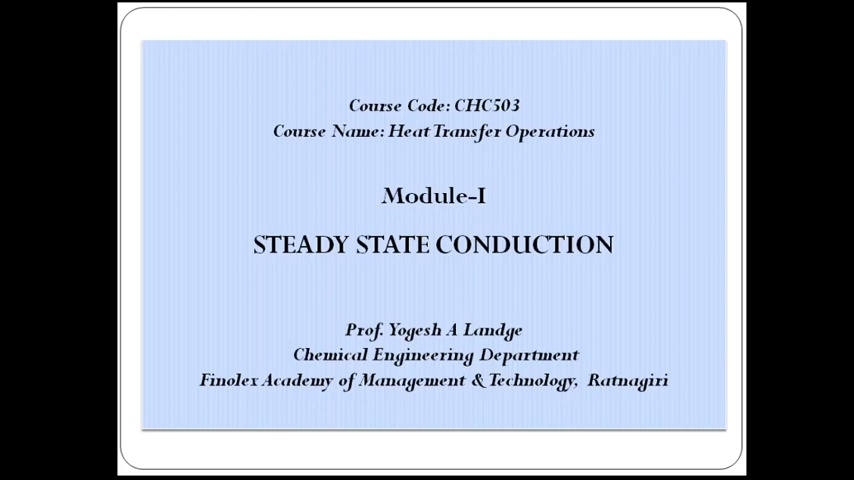 Course Code: CHC503
Course Name: Heat Transfer Operations
Module-I
STEADY STATE CONDUCTION
Prof. Yogesh A Landge
Chemical Engineering Department
Finolex Academy of Management & Technology, Ratnagiri